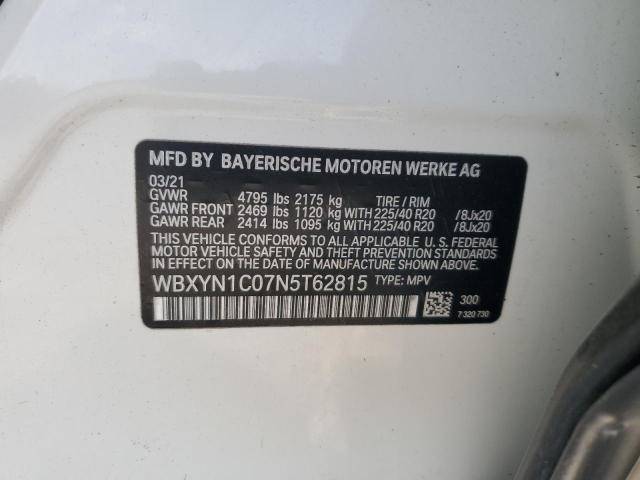 MFD BY BAYERISCHE MOTOREN WERKE AG
03/21
GVWR 4795 lbs 2175 kg TIRE / RIM
GAWR FRONT 2469 lbs 1120 kg WITH 225/40 R20 /8Jx20
GAWR REAR 2414 lbs 1095 kg WITH 225/40 R20 /8Jx20
THIS VEHICLE CONFORMS TO ALL APPLICABLE U. S. FEDERAL
MOTOR VEHICLE SAFETY AND THEFT PREVENTION STANDARDS
IN EFFECT ON THE DATE OF MANUFACTURE SHOWN ABOVE.
WBXYN1C07N5T62815 TYPE: MPV
300
7 320 730